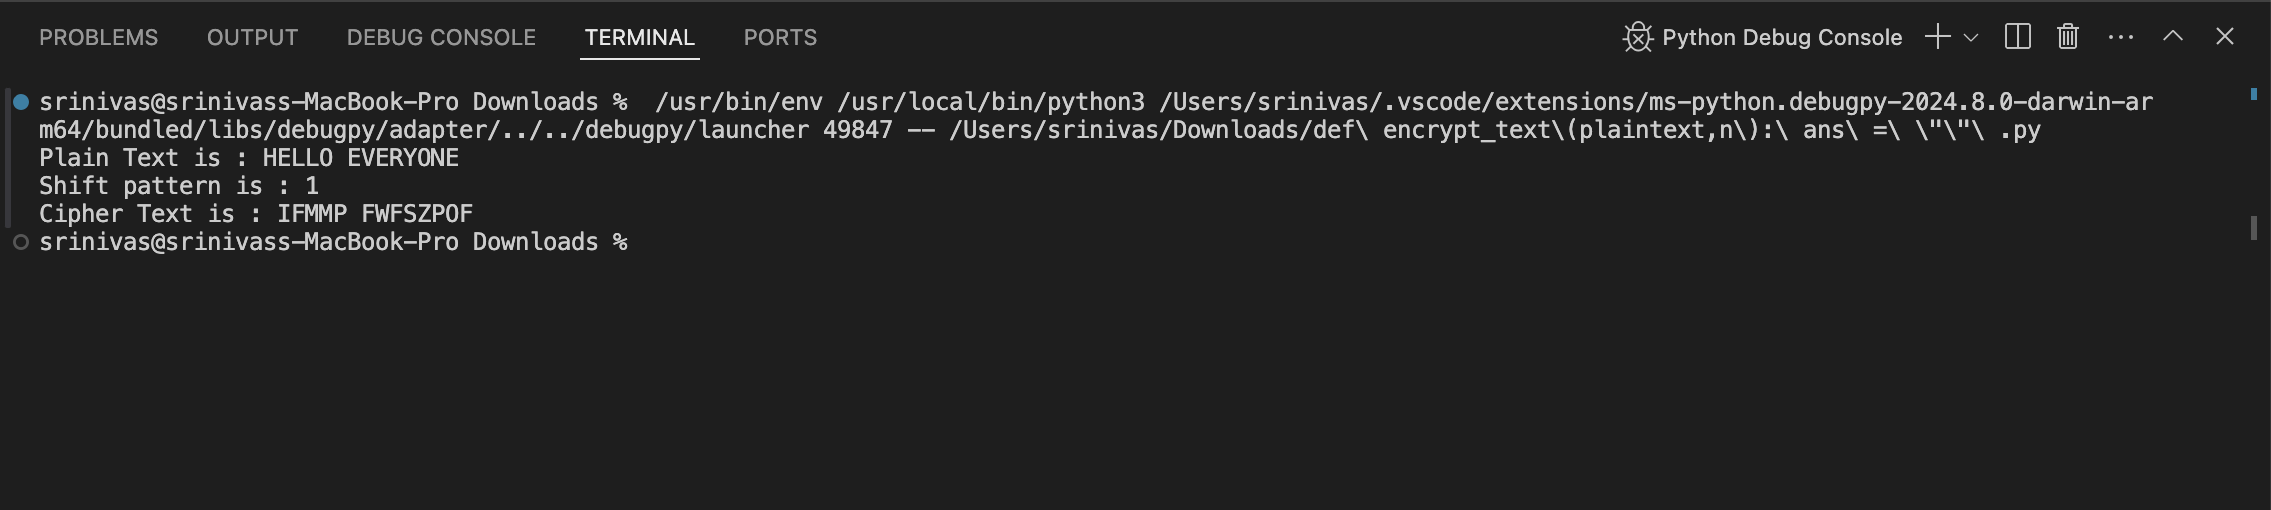 PROBLEMS OUTPUT DEBUG CONSOLE TERMINAL PORTS Python Debug Console
srinivas@srinivass-MacBook-Pro Downloads %  /usr/bin/env /usr/local/bin/python3 /Users/srinivas/.vscode/extensions/ms-python.debugpy-2024.8.0-darwin-ar
m64/bundled/libs/debugpy/adapter/../../debugpy/launcher 49847 -- /Users/srinivas/Downloads/def\ encrypt_text\(plaintext,n\):\ ans\ =\ \"\"\ .py
Plain Text is : HELLO EVERYONE
Shift pattern is : 1
Cipher Text is : IFMMP FWFSZPOF
srinivas@srinivass-MacBook-Pro Downloads %